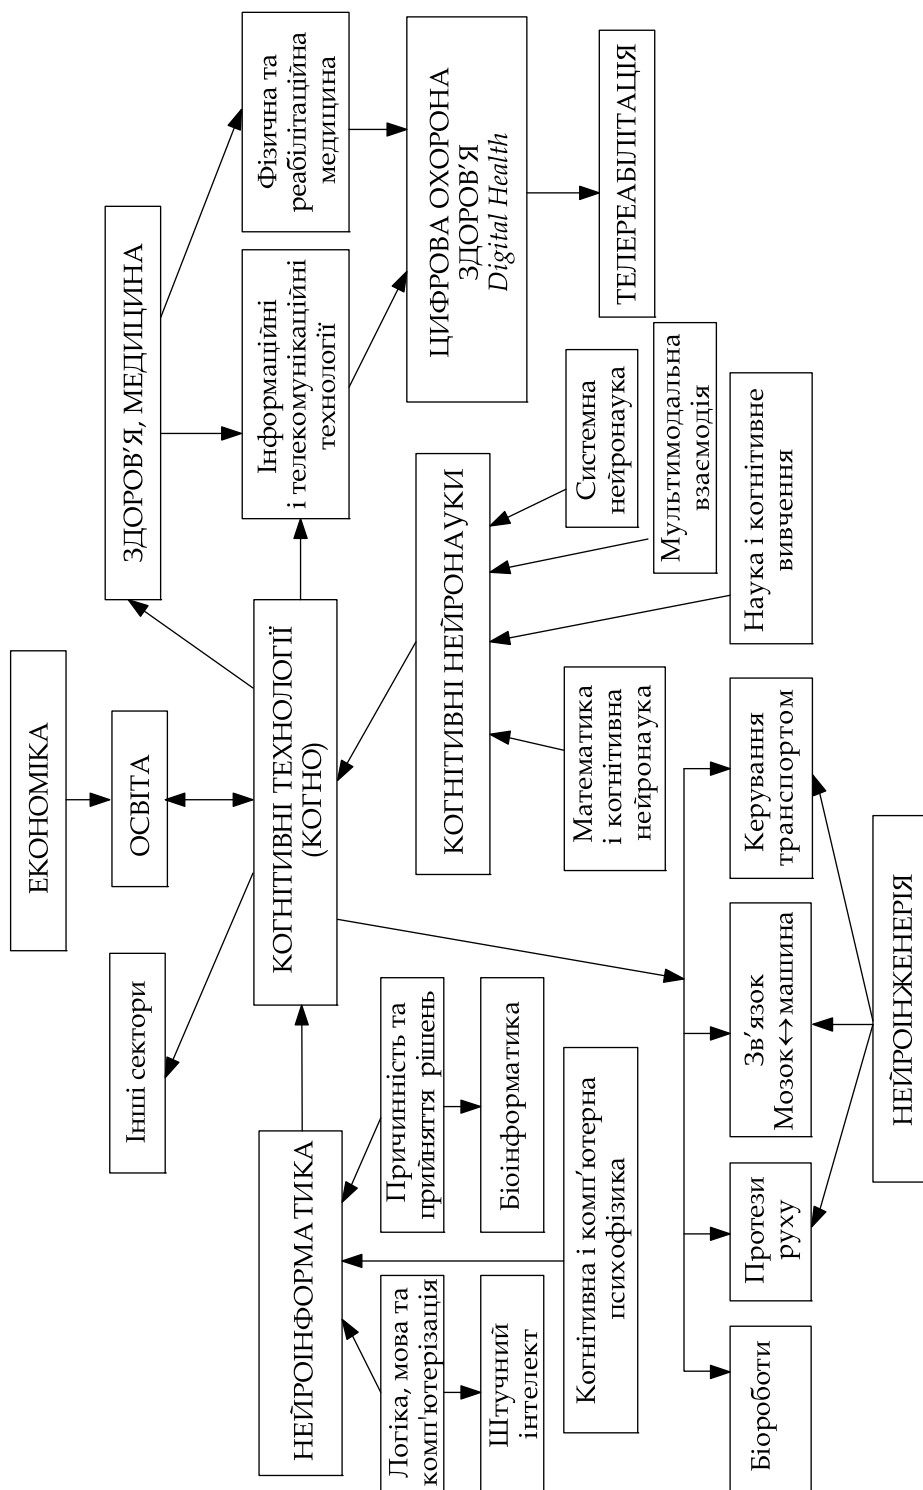 ЕКОНОМІКА
Інші сектори
ОСВІТА
ЗДОРОВ'Я, МЕДИЦИНА
НЕЙРОІНФОРМАТИКА
КОГНІТИВНІ ТЕХНОЛОГІЇ
(КОГНО)
Інформаційні
і телекомунікаційні
технології
Фізична та
реабілітаційна
медицина
Логіка, мова та
комп'ютерізація
Причинність та
прийняття рішень
КОГНІТИВНІ НЕЙРОНАУКИ
ЦИФРОВА ОХОРОНА
ЗДОРОВ'Я
Digital Health
Штучний
інтелект
Біоінформатика
Когнітивна і комп'ютерна
психофізика
Математика
і когнітивна
нейронаука
Системна
нейронаука
Мультимодальна
взаємодія
ТЕЛЕРЕАБІЛІТАЦІЯ
Біороботи
Протези
руху
Зв'язок
Мозок↔машина
Керування
транспортом
Наука і когнітивне
вивчення
НЕЙРОІНЖЕНЕРІЯ